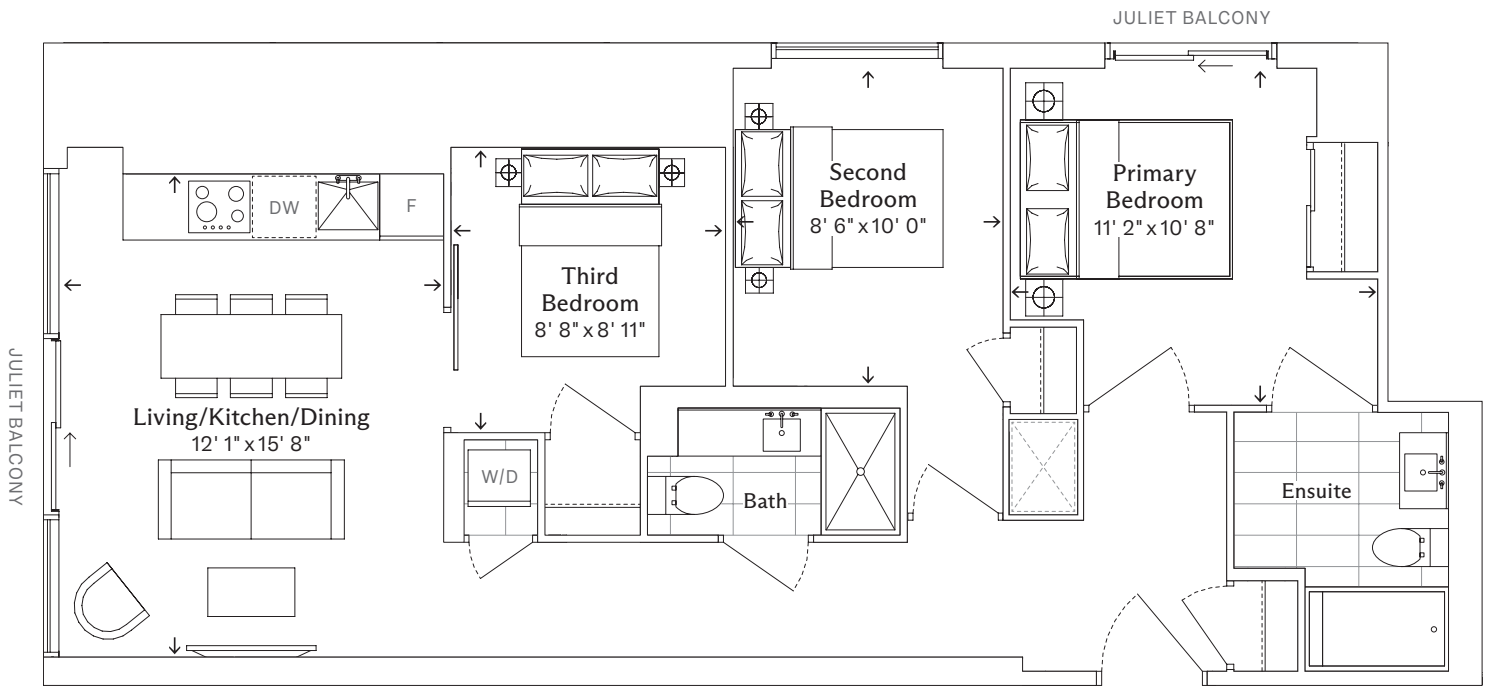 JULIET BALCONY
Second
Bedroom
8' 6" x 10' 0"
Primary
Bedroom
11' 2" x 10' 8"
DW
F
Third
Bedroom
8' 8" x 8' 11"
JULIET BALCONY
Living/Kitchen/Dining
12' 1" x 15' 8"
W/D
Bath
Ensuite